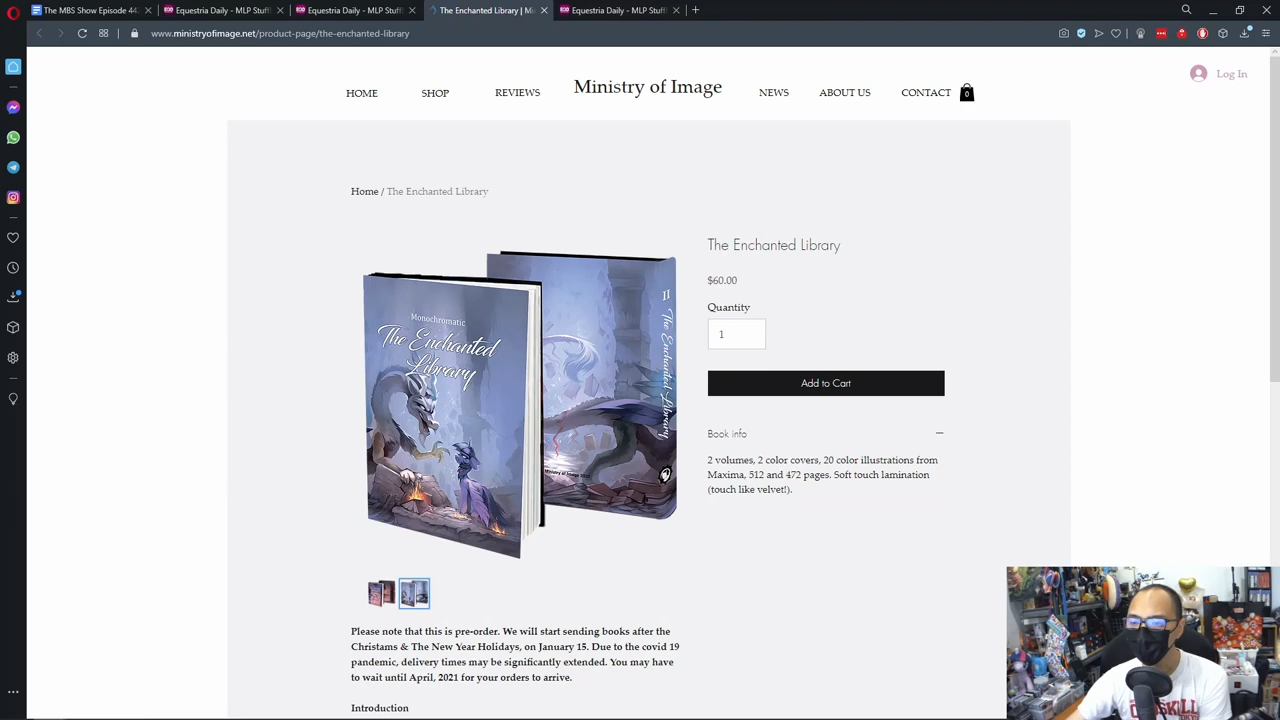 The MBS Show Episode 44
Equestria Daily - MLP Stuff!
Equestria Daily - MLP Stuff!
The Enchanted Library | Mi
Equestria Daily - MLP Stuff!
www.ministryofimage.net/product-page/the-enchanted-library
Log In
HOME
SHOP
REVIEWS
Ministry of Image
NEWS
ABOUT US
CONTACT
0
Home / The Enchanted Library
The Enchanted Library
$60.00
Quantity
1
Add to Cart
Book info
2 volumes, 2 color covers, 20 color illustrations from
Maxima, 512 and 472 pages. Soft touch lamination
(touch like velvet!).
Monochromatic
The Enchanted
Library
II
The Enchanted Library
Please note that this is pre-order. We will start sending books after the
Christams & The New Year Holidays, on January 15. Due to the covid 19
pandemic, delivery times may be significantly extended. You may have
to wait until April, 2021 for your orders to arrive.
Introduction